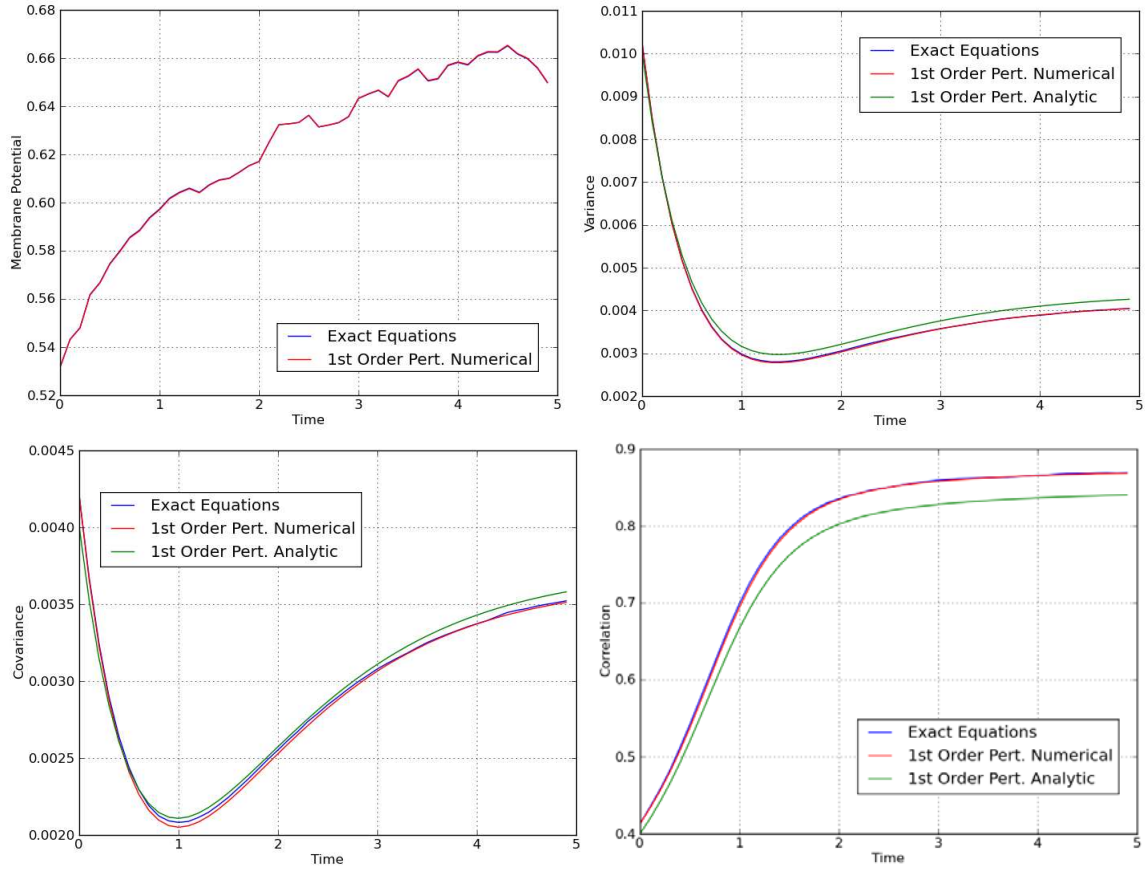 0.68
0.66
0.64
0.62
0.60
0.58
0.56
0.54
0.52
Membrane Potential
Exact Equations
1st Order Pert. Numerical
0 1 2 3 4 5
Time
0.011
0.010
0.009
0.008
0.007
0.006
0.005
0.004
0.003
0.002
Variance
Exact Equations
1st Order Pert. Numerical
1st Order Pert. Analytic
0 1 2 3 4 5
Time
0.0045
0.0040
0.0035
0.0030
0.0025
0.0020
Covariance
Exact Equations
1st Order Pert. Numerical
1st Order Pert. Analytic
0 1 2 3 4 5
Time
0.9
0.8
0.7
0.6
0.5
0.4
Correlation
Exact Equations
1st Order Pert. Numerical
1st Order Pert. Analytic
0 1 2 3 4 5
Time